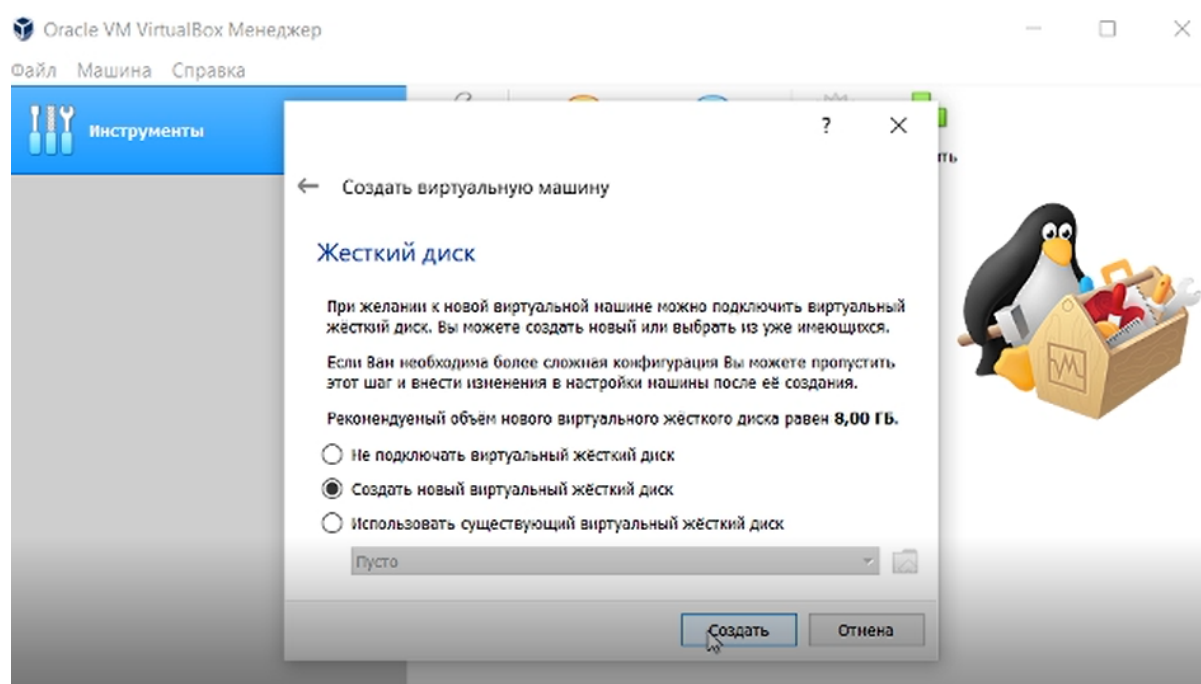 Oracle VM VirtualBox Менеджер
Файл Машина Справка
Инструменты
?
ть
Создать виртуальную машину
Жесткий диск
При желании к новой виртуальной машине можно подключить виртуальный
жёсткий диск. Вы можете создать новый или выбрать из уже имеющихся.
Если Вам необходима более сложная конфигурация Вы можете пропустить
этот шаг и внести изменения в настройки машины после её создания.
Рекомендуемый объём нового виртуального жёсткого диска равен 8,00 ГБ.
Не подключать виртуальный жёсткий диск
Создать новый виртуальный жёсткий диск
Использовать существующий виртуальный жёсткий диск
Пусто
Создать Отмена